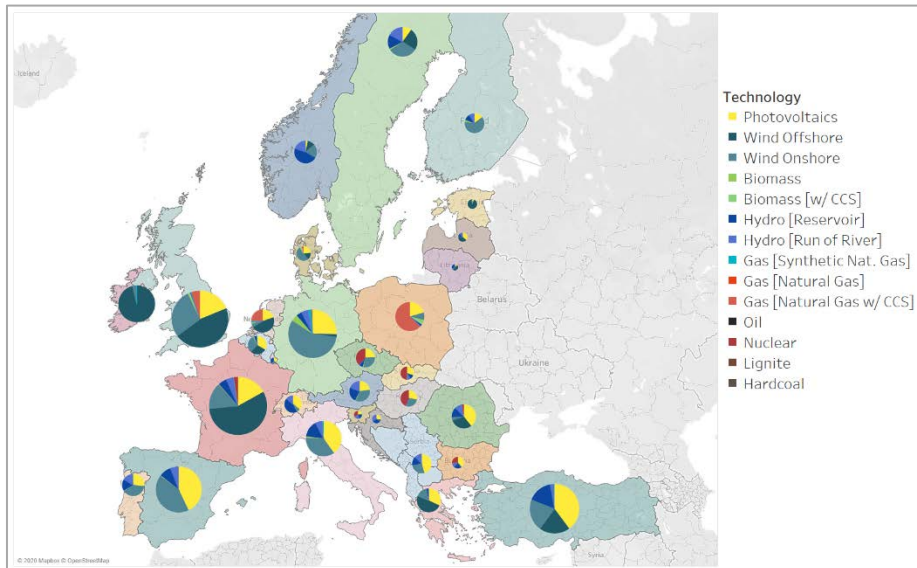 Iceland
Technology
Photovoltaics
Wind Offshore
Wind Onshore
Biomass
Biomass [w/ CCS]
Hydro [Reservoir]
Hydro [Run of River]
Gas [Synthetic Nat. Gas]
Gas [Natural Gas]
Gas [Natural Gas w/ CCS]
Oil
Nuclear
Lignite
Hardcoal
Belarus
Ukraine
Syria
© 2020 Mapbox © OpenStreetMap